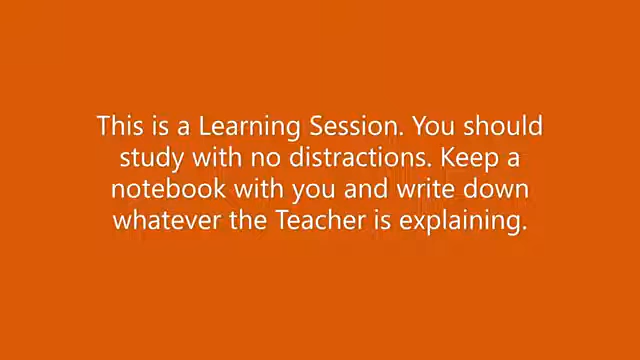 This is a Learning Session. You should
study with no distractions. Keep a
notebook with you and write down
whatever the Teacher is explaining.